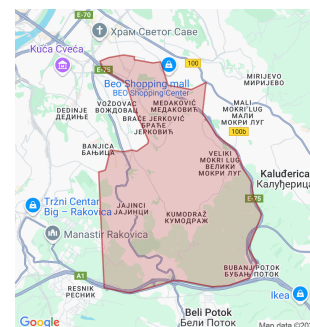 E-70
Храм Светог Саве
Kuća Cveća
E-75
100
Beo Shopping mall
BEO Shopping Center
MIRIJEVO
МИРИЈЕВО
VOŽDOVAC
ВОЖДОВАЦ
MEDAKOVIĆ
МЕДАКОВИЋ
DEDINJE
ДЕДИЊЕ
BRAĆE JERKOVIĆ
БРАЋЕ
ЈЕРКОВИЋ
MALI
MOKRI LUG
МАЛИ
МОКРИ ЛУГ
100b
BANJICA
БАЊИЦА
VELIKI
MOKRI LUG
ВЕЛИКИ
МОКРИ ЛУГ
Kaluđerica
Калуђерица
E-75
Tržni Centar
Big – Rakovica
JAJINCI
ЈАЈИНЦИ
KUMODRAŽ
КУМОДРАЖ
Manastir Rakovica
A1
RESNIK
РЕСНИК
BUBANJ POTOK
БУБАЊ ПОТОК
Ikea
Beli Potok
Бели Поток
E-75
Google
Map data ©202